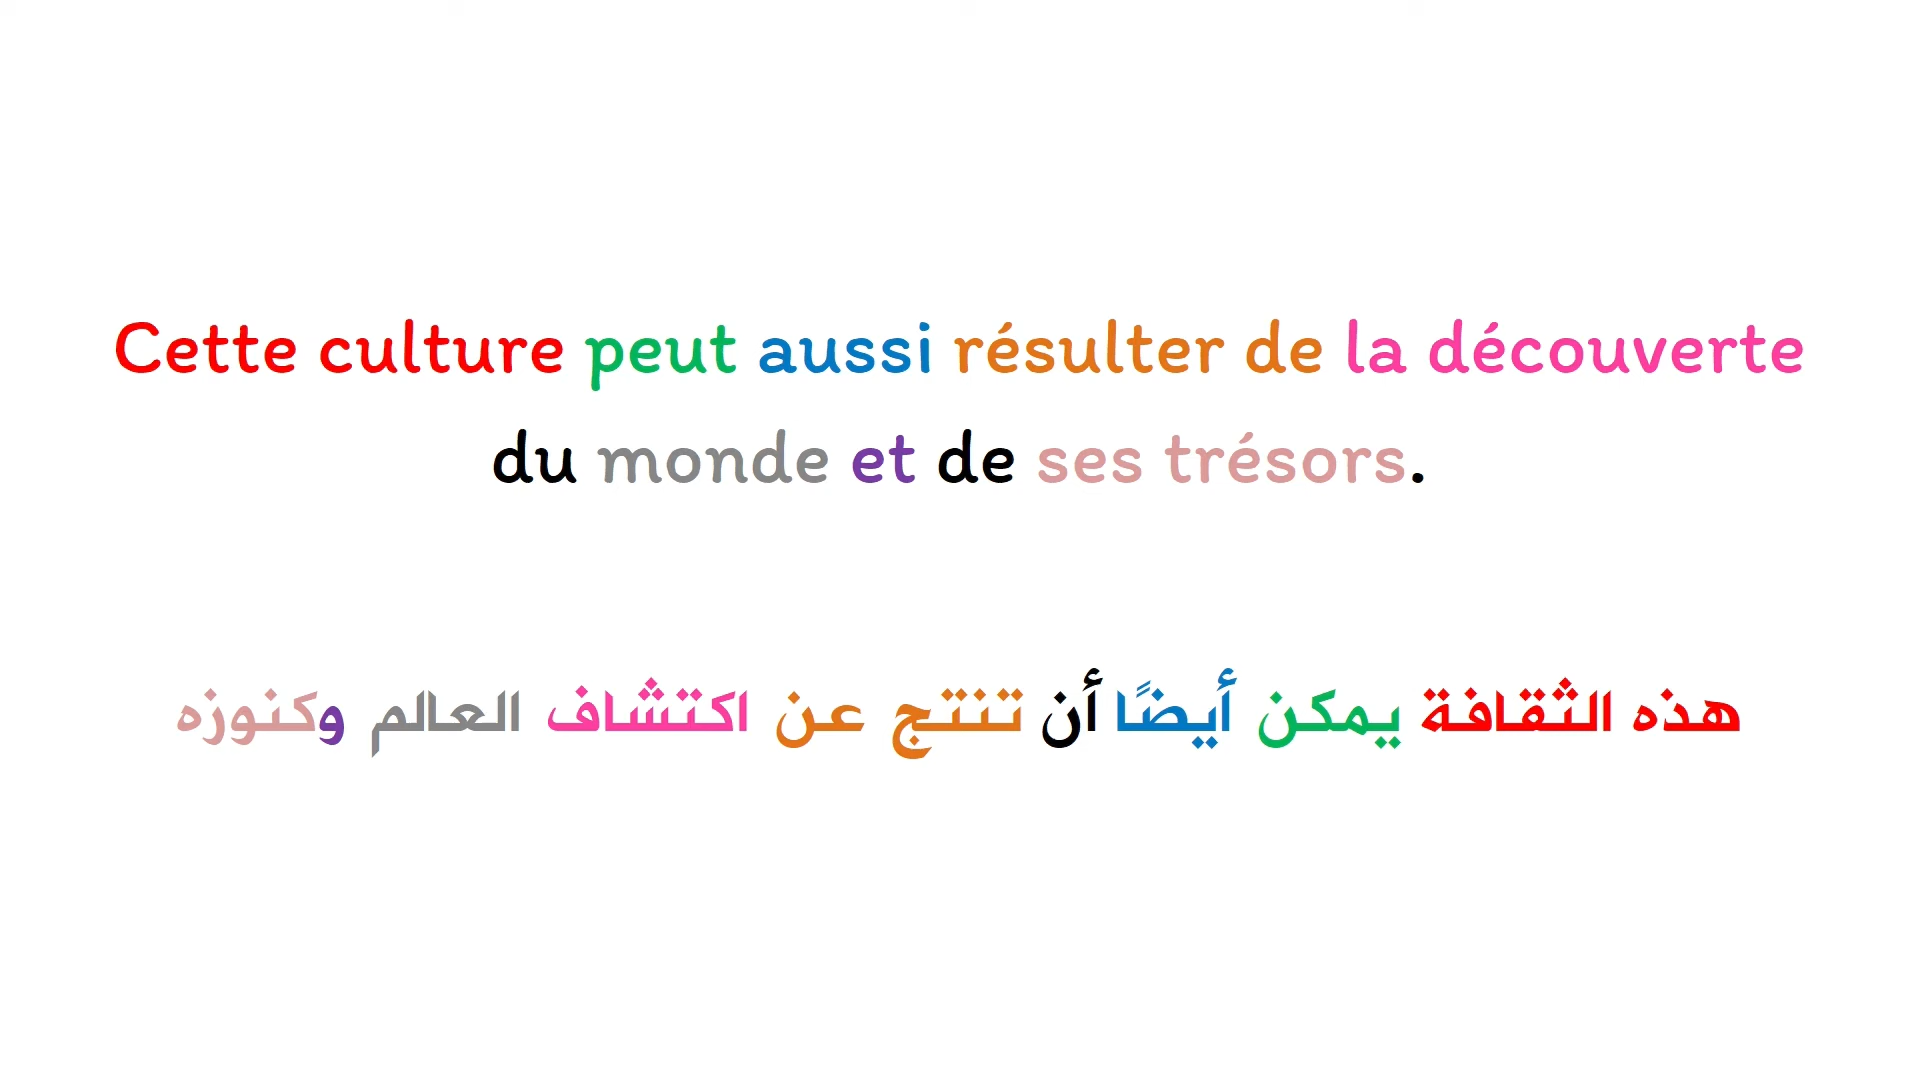 Cette culture peut aussi résulter de la découverte
du monde et de ses trésors.
هذه الثقافة يمكن أيضًا أن تنتج عن اكتشاف العالم وكنوزه